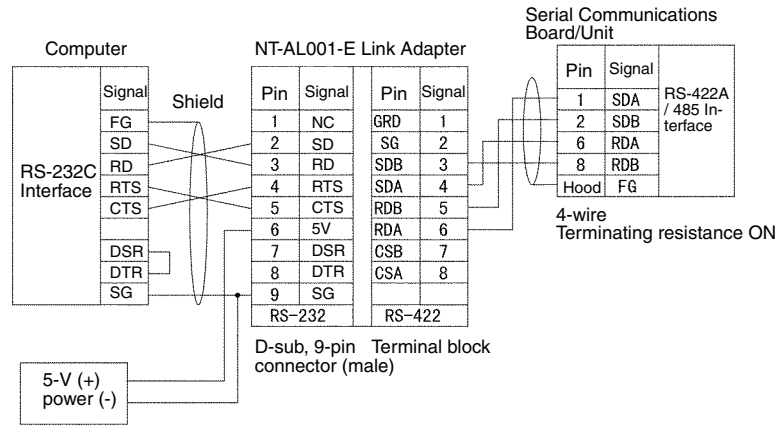 Serial Communications
Board/Unit
Computer
NT-AL001-E Link Adapter
Signal
FG
SD
RD
RTS
CTS
DSR
DTR
SG
RS-232C
Interface
Shield
Pin Signal Pin Signal
1 NC GRD 1
2 SD SG 2
3 RD SDB 3
4 RTS SDA 4
5 CTS RDB 5
6 5V RDA 6
7 DSR CSB 7
8 DTR CSA 8
9 SG
RS-232 RS-422
D-sub, 9-pin
connector (male)
Terminal block
Pin Signal
1 SDA
2 SDB
6 RDA
8 RDB
Hood FG
RS-422A
/ 485 In-
terface
4-wire
Terminating resistance ON
5-V (+)
power (-)